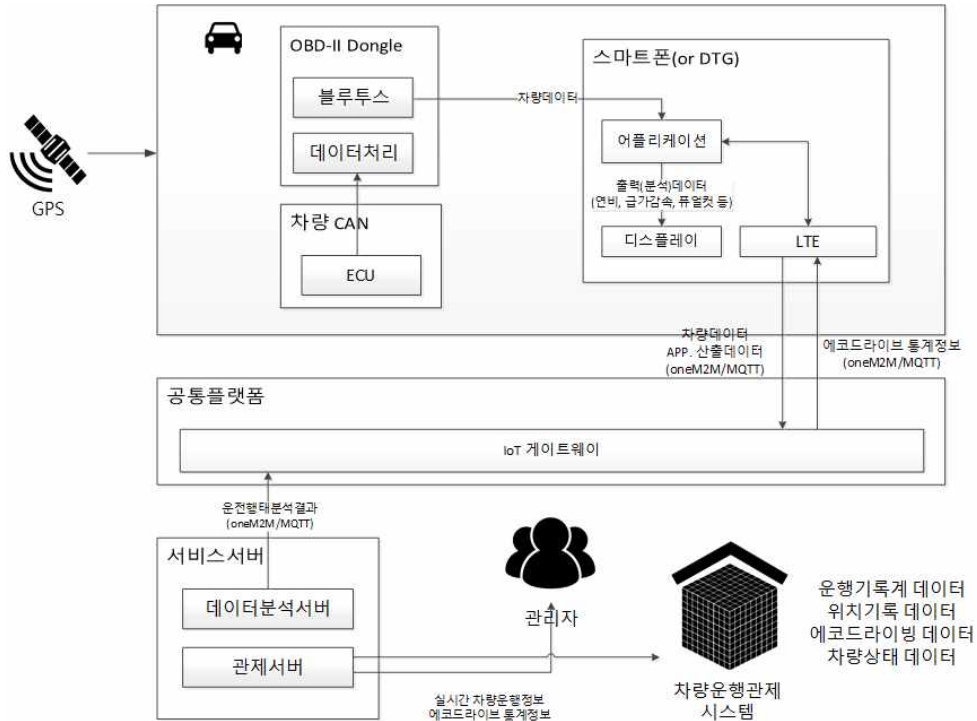 OBD-II Dongle
블루투스
데이터처리
차량 CAN
ECU
GPS
차량데이터
스마트폰(or DTG)
어플리케이션
출력(분석)데이터
(연비, 급가감속, 퓨얼컷 등)
디스플레이
LTE
차량데이터
APP. 산출데이터
(oneM2M/MQTT)
에코드라이브 통계정보
(oneM2M/MQTT)
공통플랫폼
IoT 게이트웨이
운전행태분석결과
(oneM2M/MQTT)
서비스서버
데이터분석서버
관제서버
관리자
실시간 차량운행정보
에코드라이브 통계정보
차량운행관제
시스템
운행기록계 데이터
위치기록 데이터
에코드라이빙 데이터
차량상태 데이터